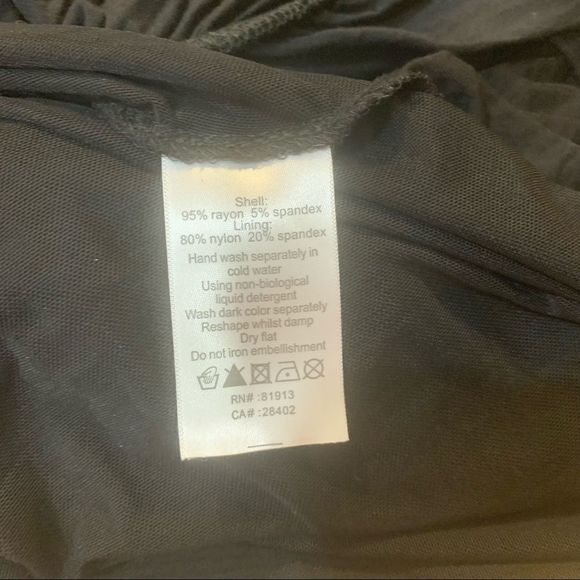 Shell:
95% rayon 5% spandex
Lining:
80% nylon 20% spandex
Hand wash separately in
cold water
Using non-biological
liquid detergent
Wash dark color separately
Reshape whilst damp
Dry flat
Do not iron embellishment
RN# :81913
CA# :28402